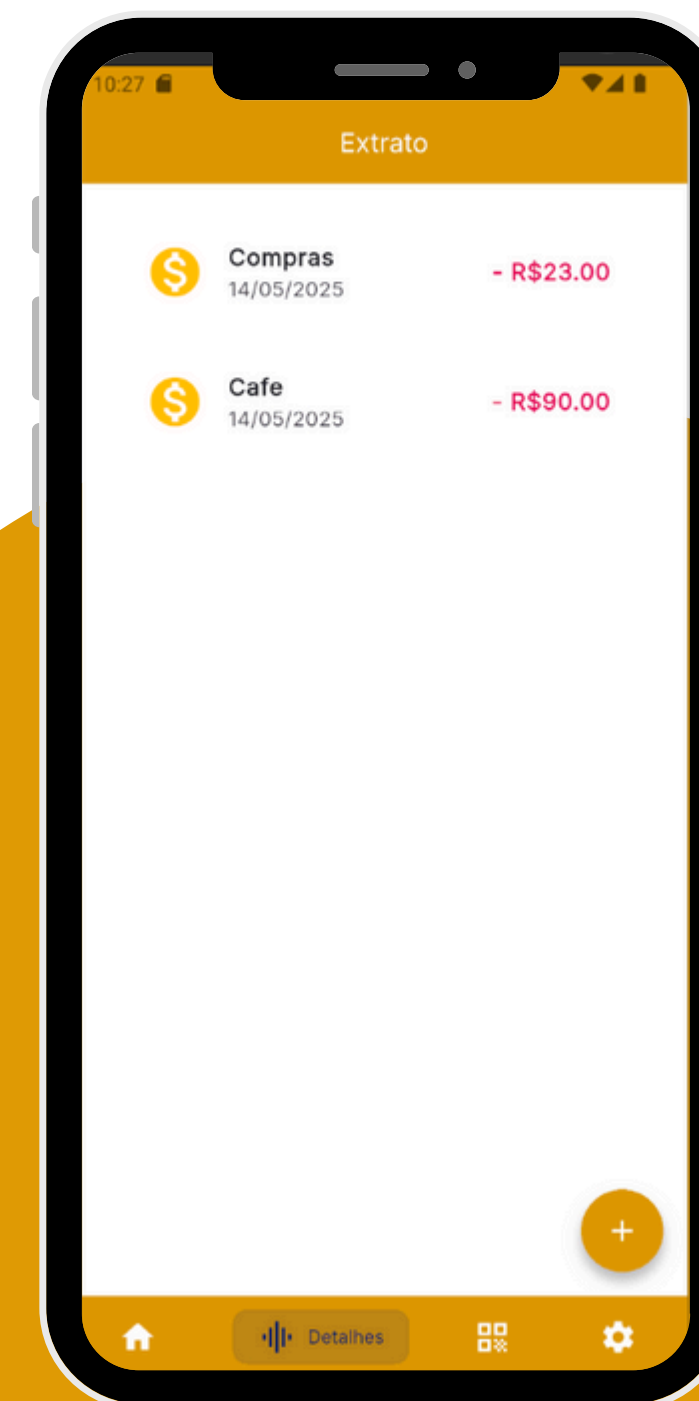 10:27
Extrato
Compras
14/05/2025
- R$23.00
Cafe
14/05/2025
- R$90.00
+
Detalhes